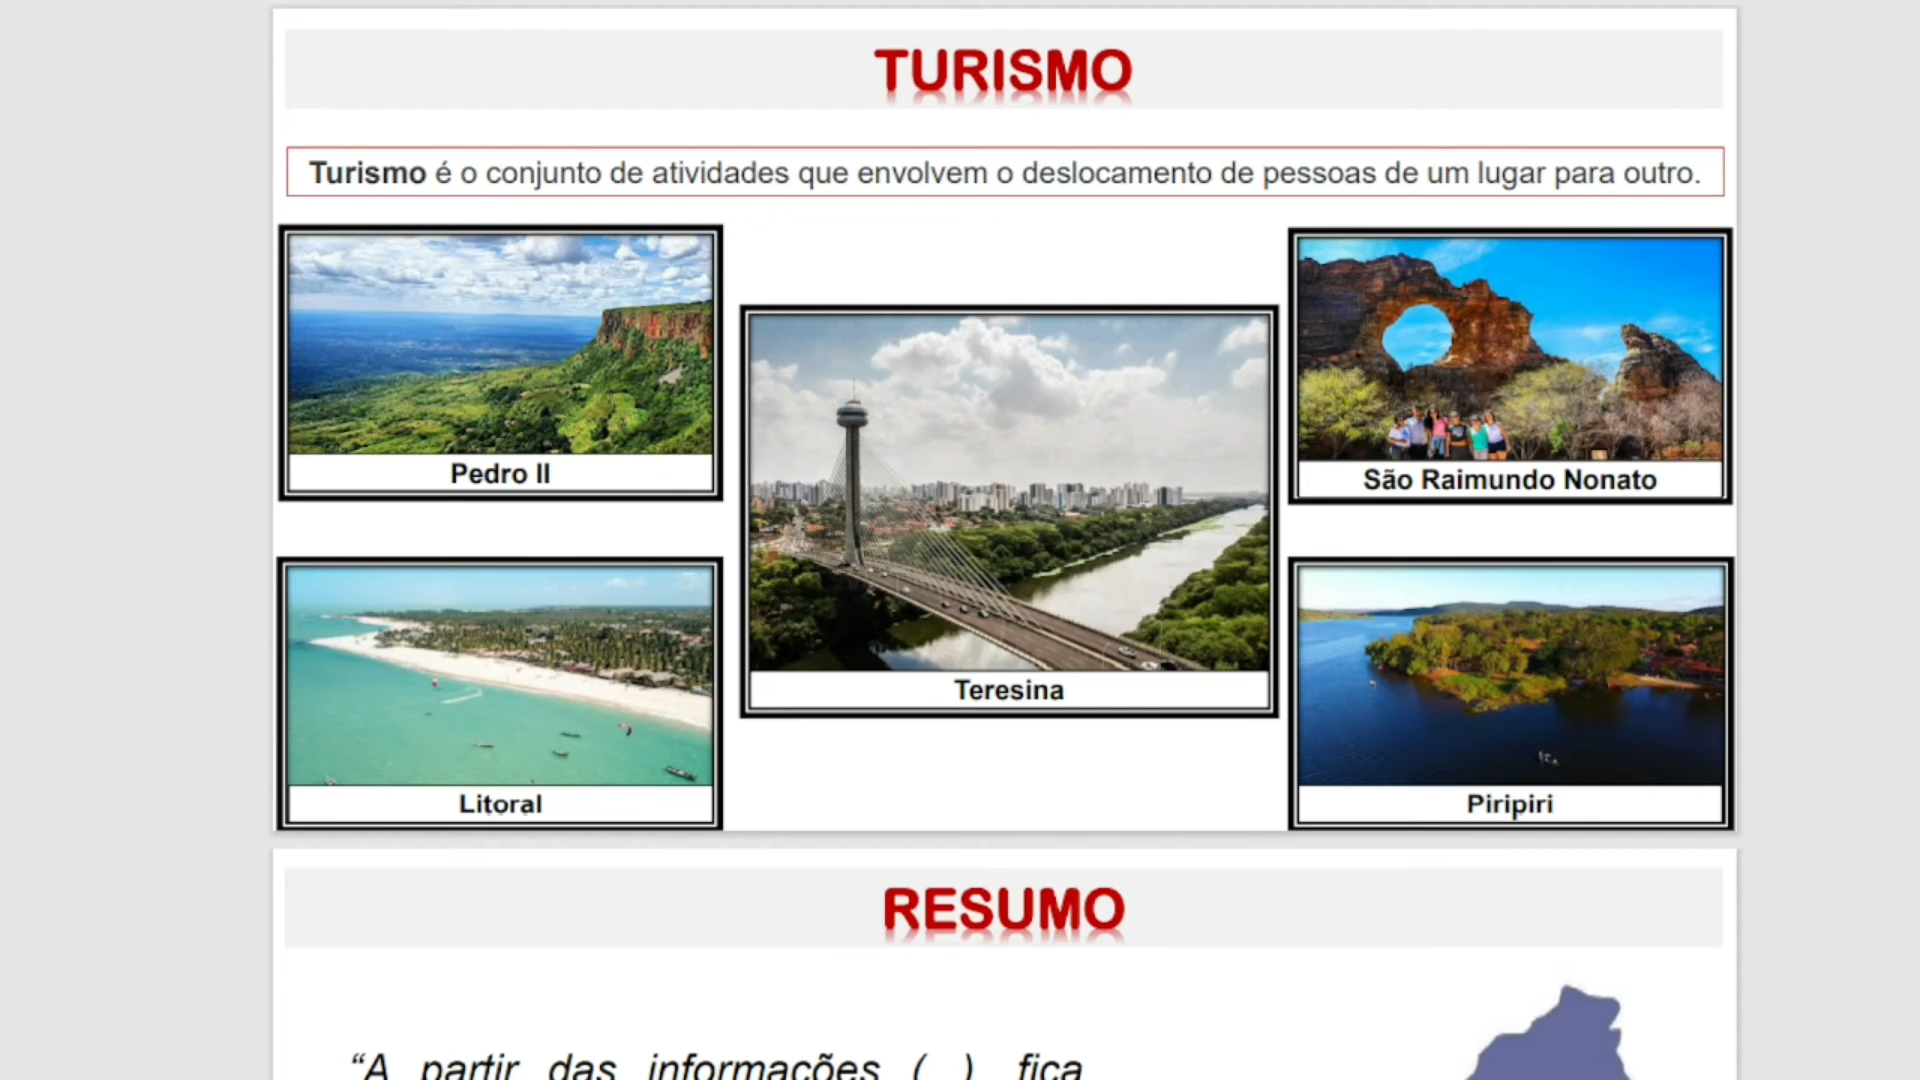 TURISMO
Turismo é o conjunto de atividades que envolvem o deslocamento de pessoas de um lugar para outro.
Pedro II
São Raimundo Nonato
Teresina
Litoral
Piripiri
RESUMO
“A partir das informações ( ) fica